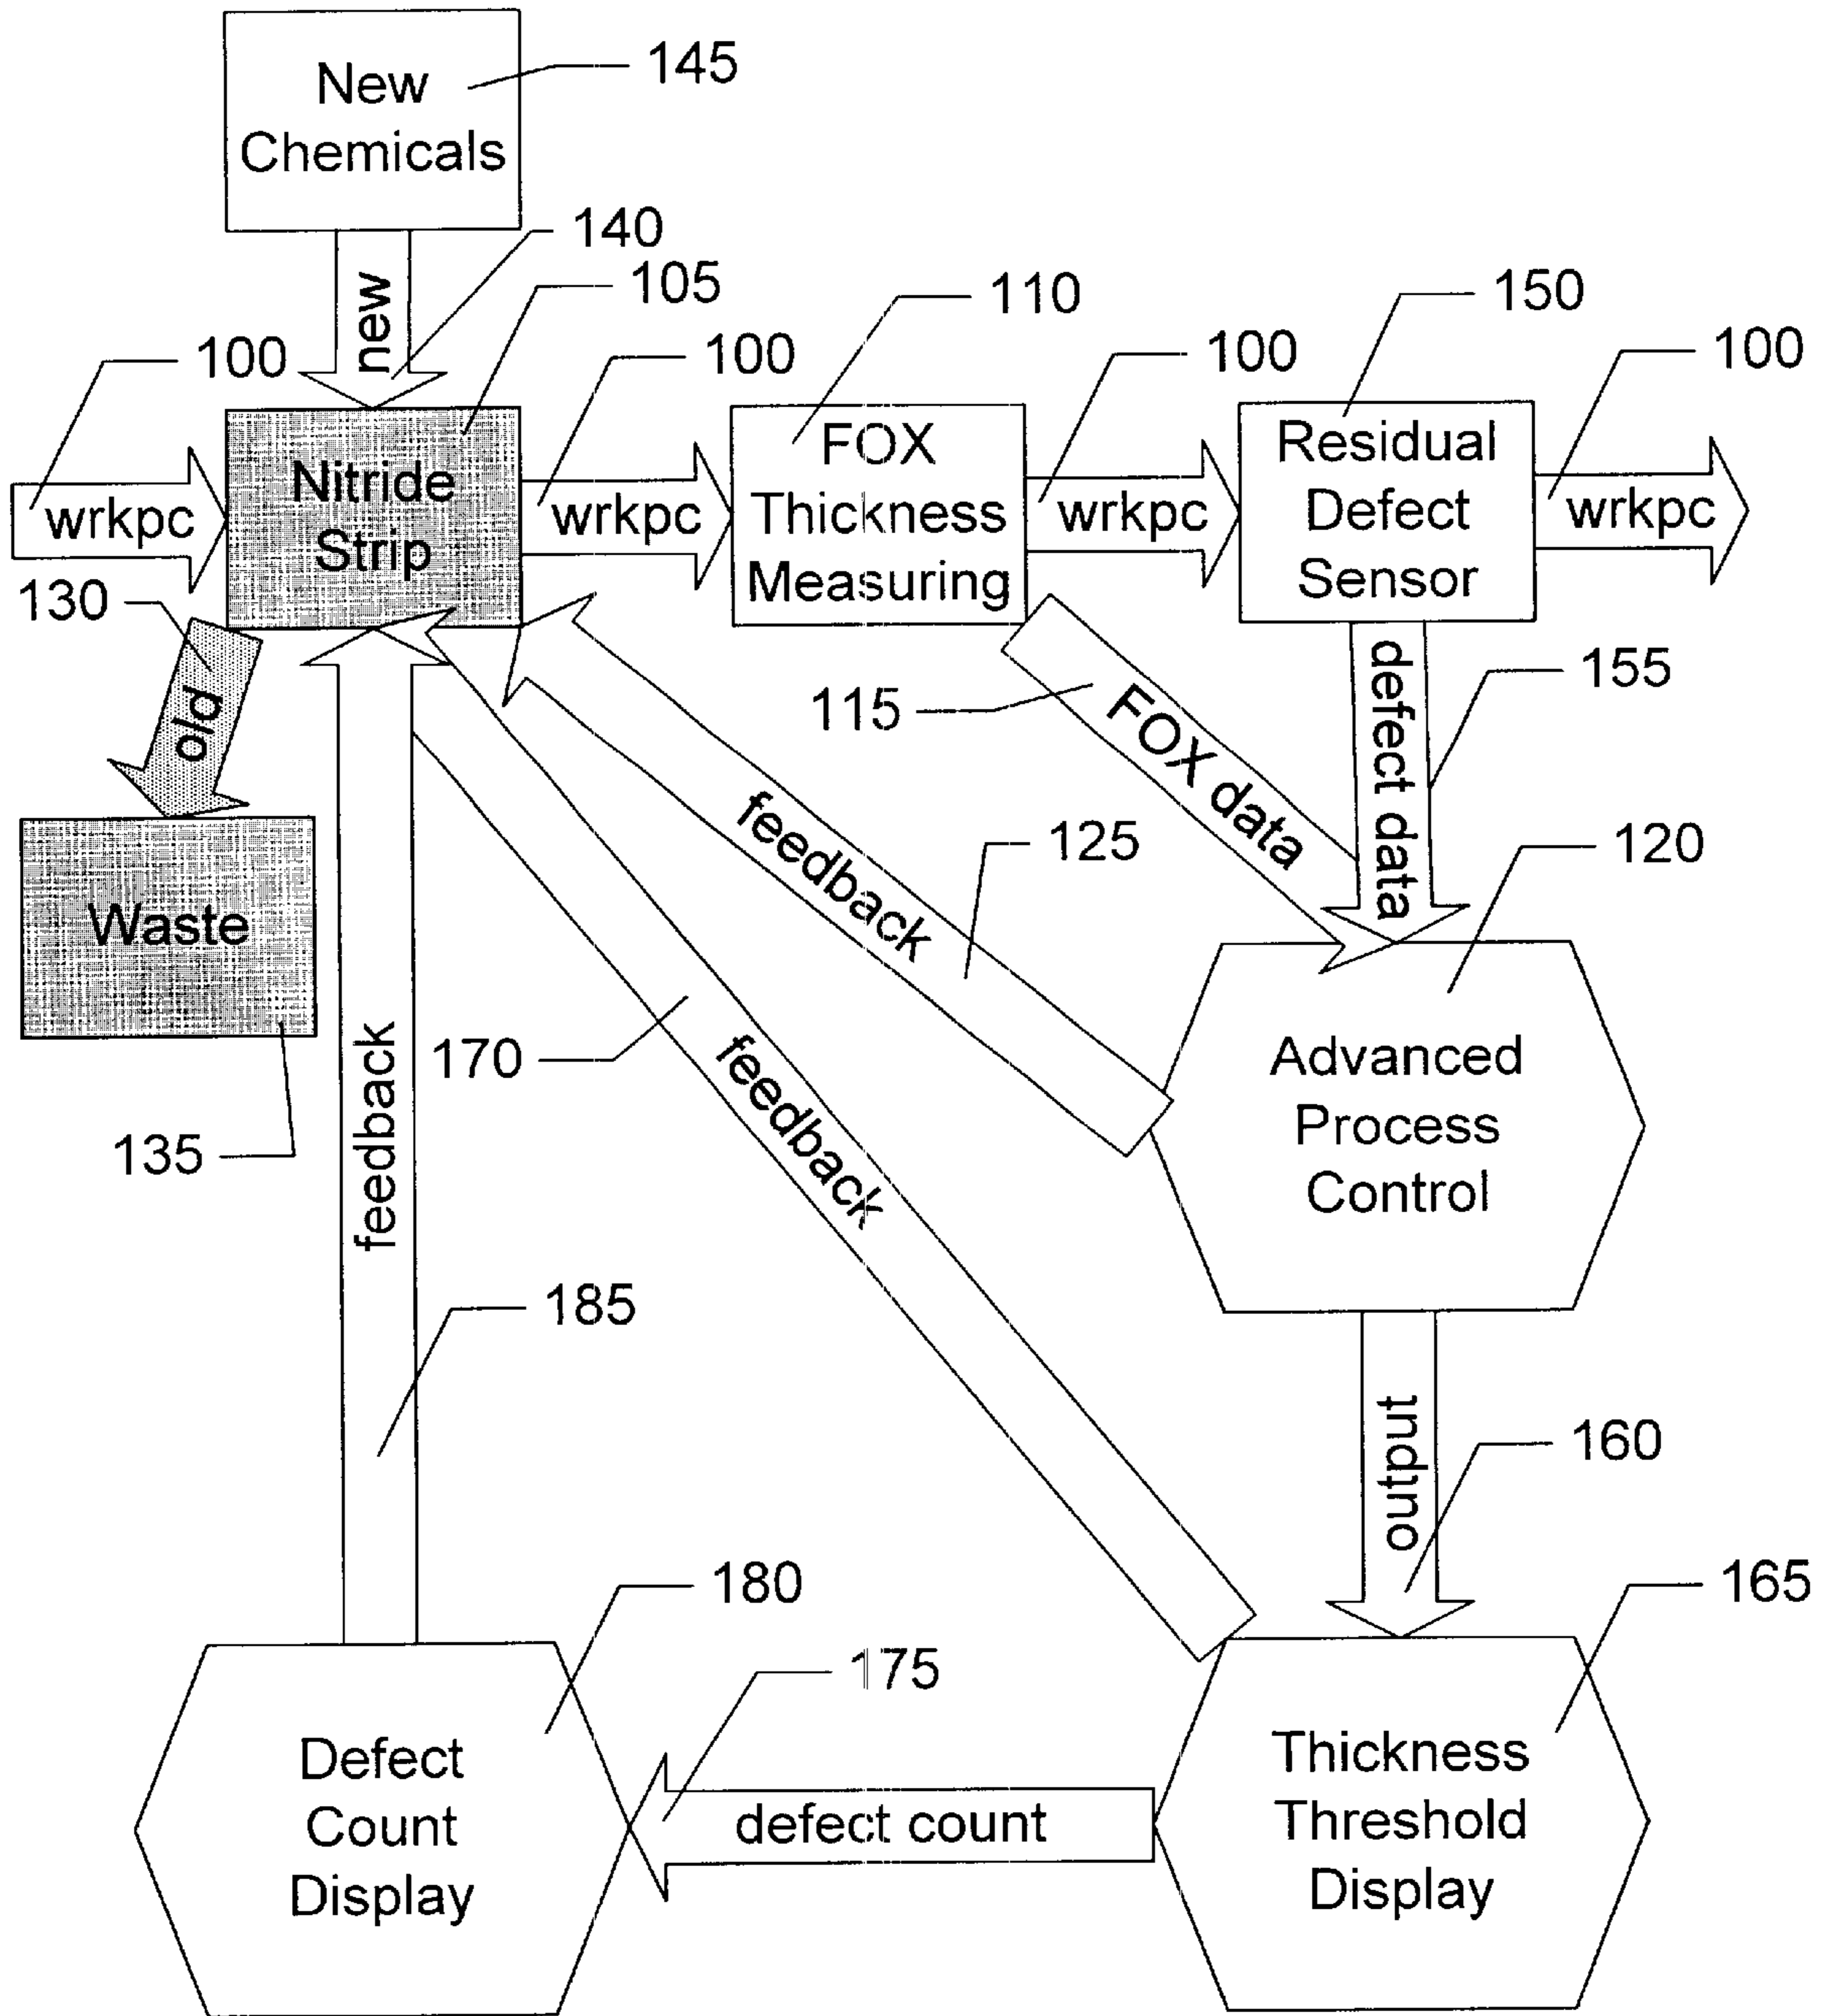 New
Chemicals
145
140
new
105
110
150
100
100
100
100
wrkpc
Nitride
Strip
wrkpc
FOX
Thickness
Measuring
wrkpc
Residual
Defect
Sensor
wrkpc
130
old
115
FOX data
defect data
155
feedback
125
120
Waste
135
170
feedback
feedback
Advanced
Process
Control
185
output
160
180
175
165
Defect
Count
Display
defect count
Thickness
Threshold
Display